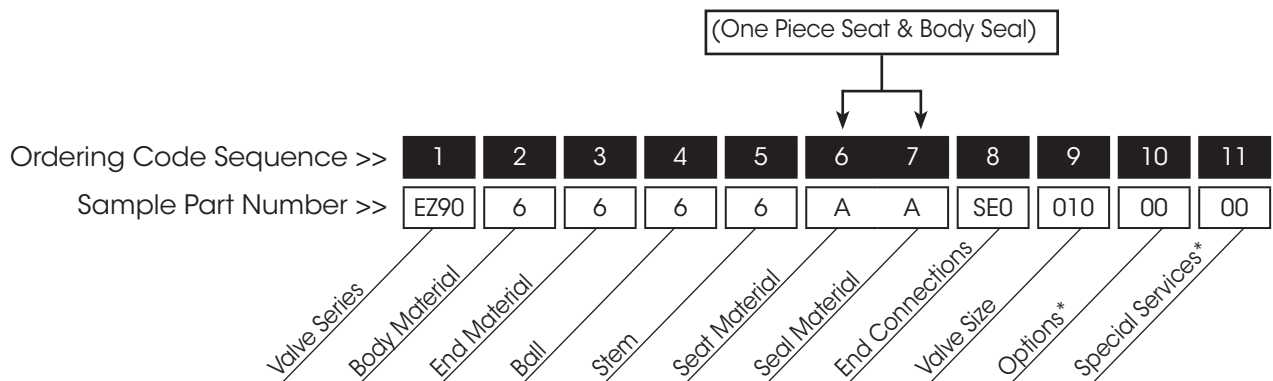 (One Piece Seat & Body Seal)
Ordering Code Sequence >> 1 2 3 4 5 6 7 8 9 10 11
Sample Part Number >> EZ90 6 6 6 6 A A SE0 010 00 00
Valve Series
Body Material
End Material
Ball
Stem
Seat Material
Seal Material
End Connections
Valve Size
Options*
Special Services*